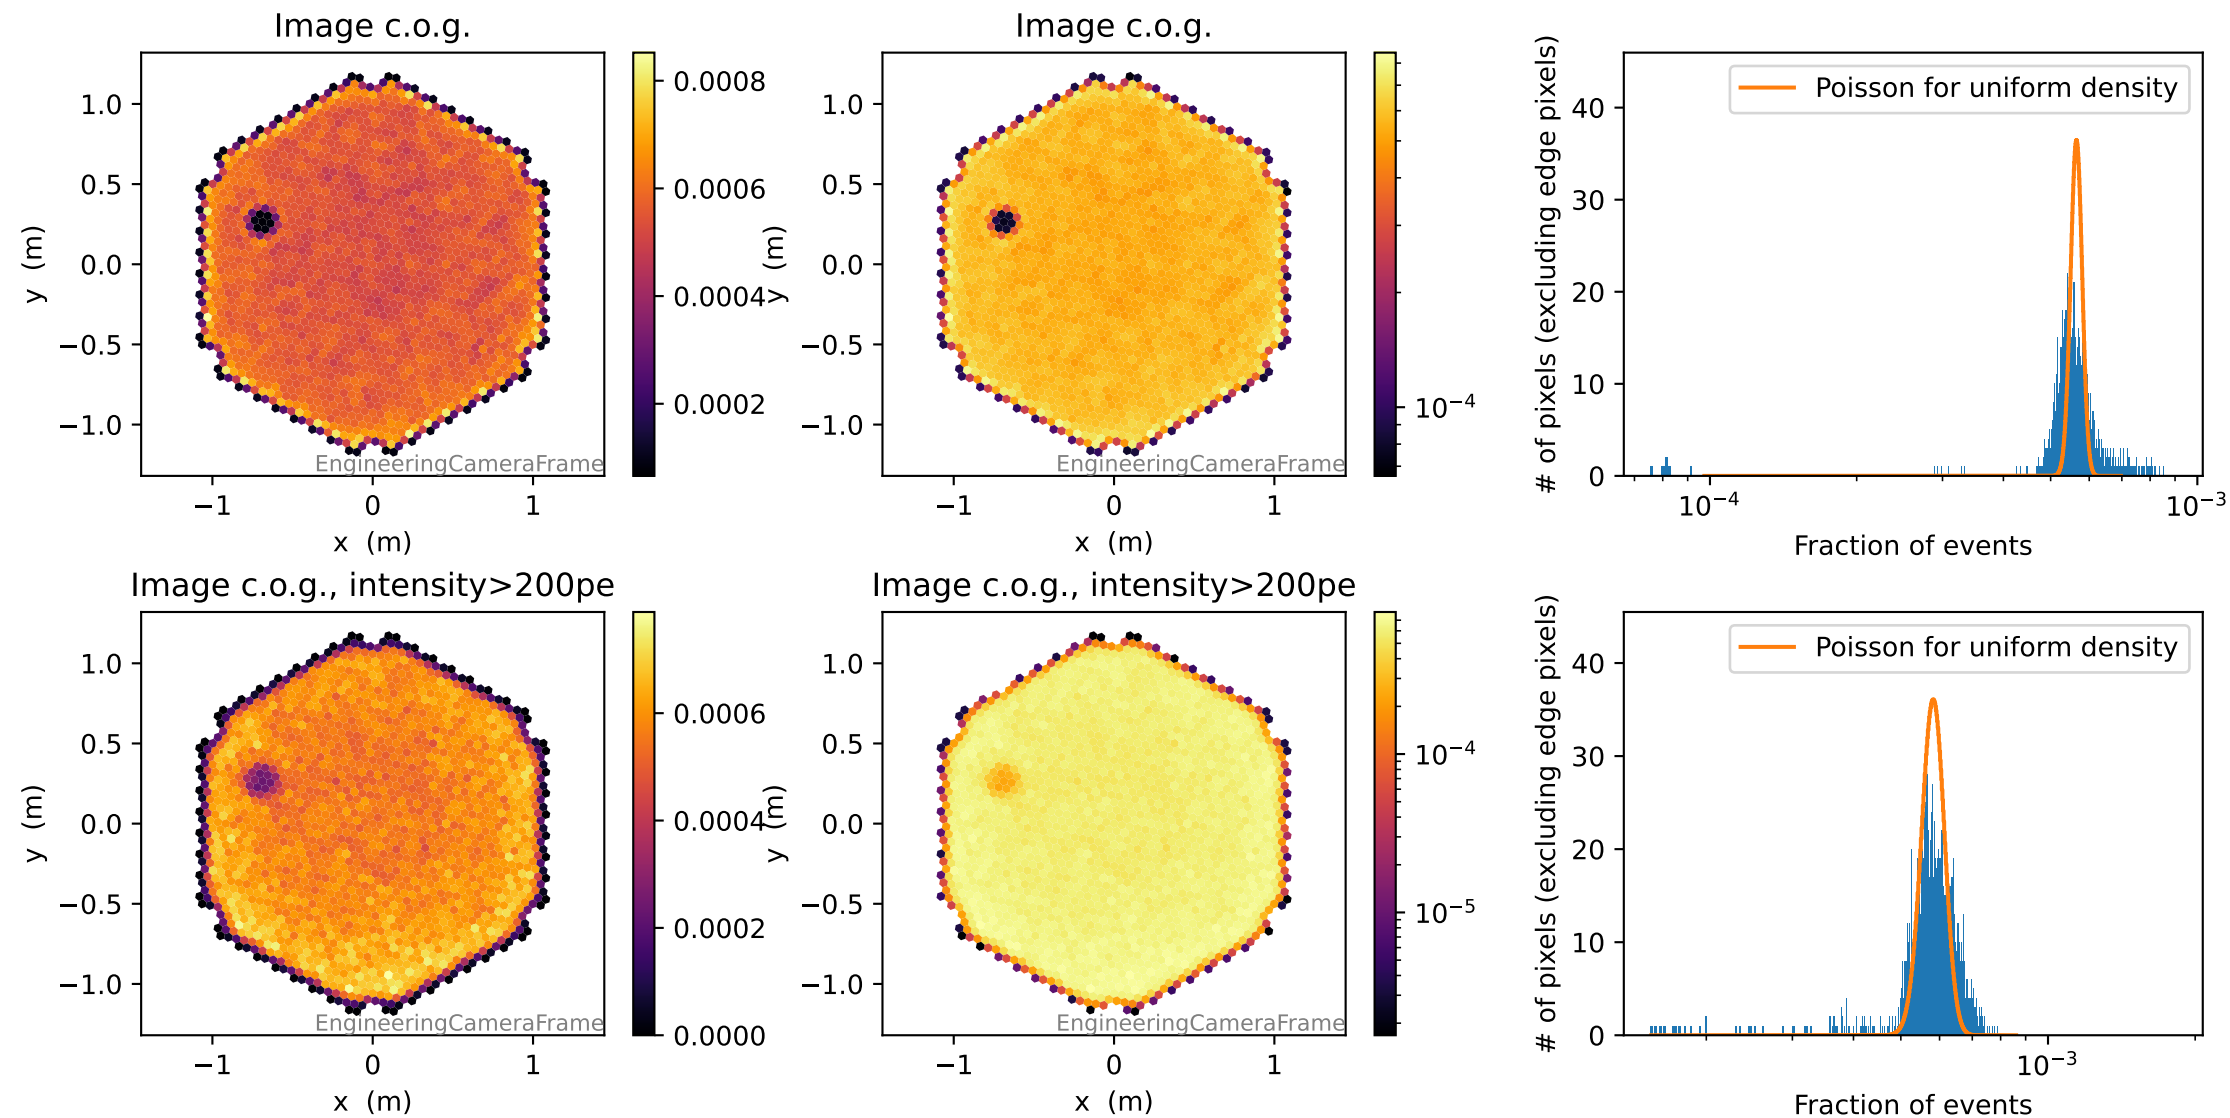 Image c.o.g.
y (m)
1.0
0.5
0.0
−0.5
−1.0
EngineeringCameraFrame
−1 0 1
x (m)
0.0008
0.0006
0.0004
0.0002
Image c.o.g.
y (m)
1.0
0.5
0.0
−0.5
−1.0
EngineeringCameraFrame
−1 0 1
x (m)
10⁻⁴
# of pixels (excluding edge pixels)
40
30
20
10
0
Poisson for uniform density
10⁻⁴ 10⁻³
Fraction of events
Image c.o.g., intensity>200pe
y (m)
1.0
0.5
0.0
−0.5
−1.0
EngineeringCameraFrame
−1 0 1
x (m)
0.0006
0.0004
0.0002
0.0000
Image c.o.g., intensity>200pe
y (m)
1.0
0.5
0.0
−0.5
−1.0
EngineeringCameraFrame
−1 0 1
x (m)
10⁻⁴
10⁻⁵
# of pixels (excluding edge pixels)
40
30
20
10
0
Poisson for uniform density
10⁻³
Fraction of events